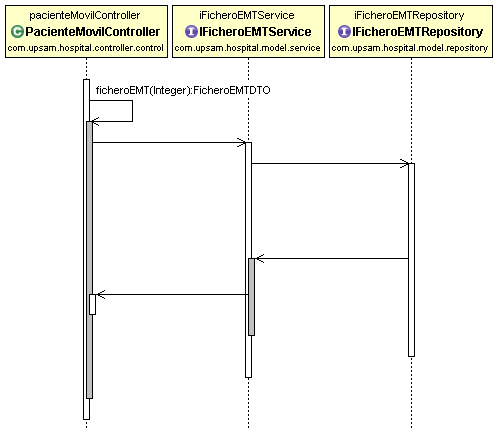 pacienteMovilController
C PacienteMovilController
com.upsam.hospital.controller.control
iFicheroEMTService
I IFicheroEMTService
com.upsam.hospital.model.service
iFicheroEMTRepository
I IFicheroEMTRepository
com.upsam.hospital.model.repository
ficheroEMT(Integer):FicheroEMTDTO